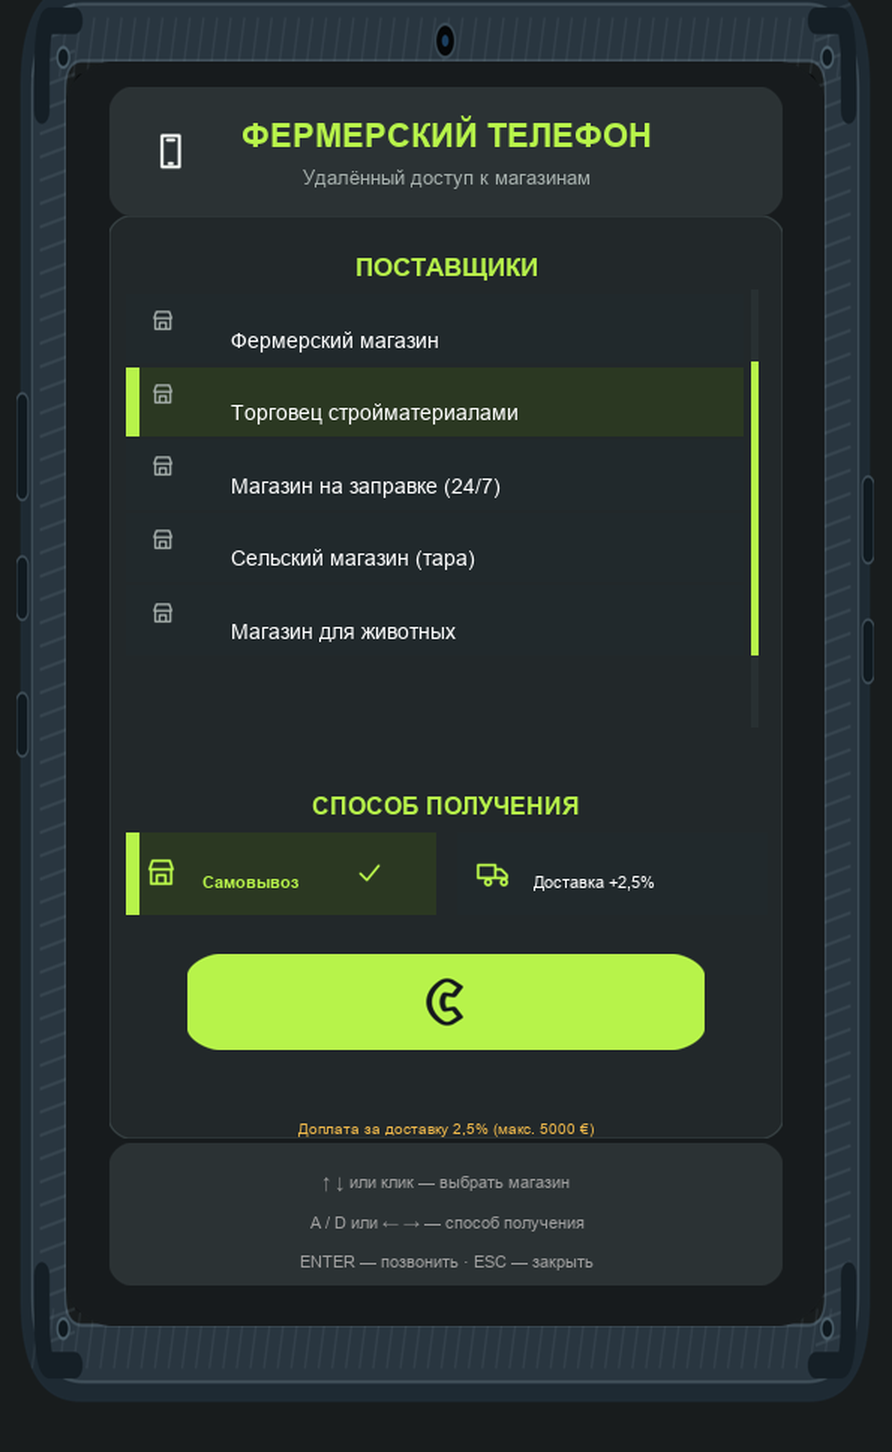 ФЕРМЕРСКИЙ ТЕЛЕФОН
Удалённый доступ к магазинам
ПОСТАВЩИКИ
Фермерский магазин
Торговец стройматериалами
Магазин на заправке (24/7)
Сельский магазин (тара)
Магазин для животных
СПОСОБ ПОЛУЧЕНИЯ
Самовывоз
Доставка +2,5%
Доплата за доставку 2,5% (макс. 5000 €)
↑ ↓ или клик — выбрать магазин
A / D или ← → — способ получения
ENTER — позвонить · ESC — закрыть